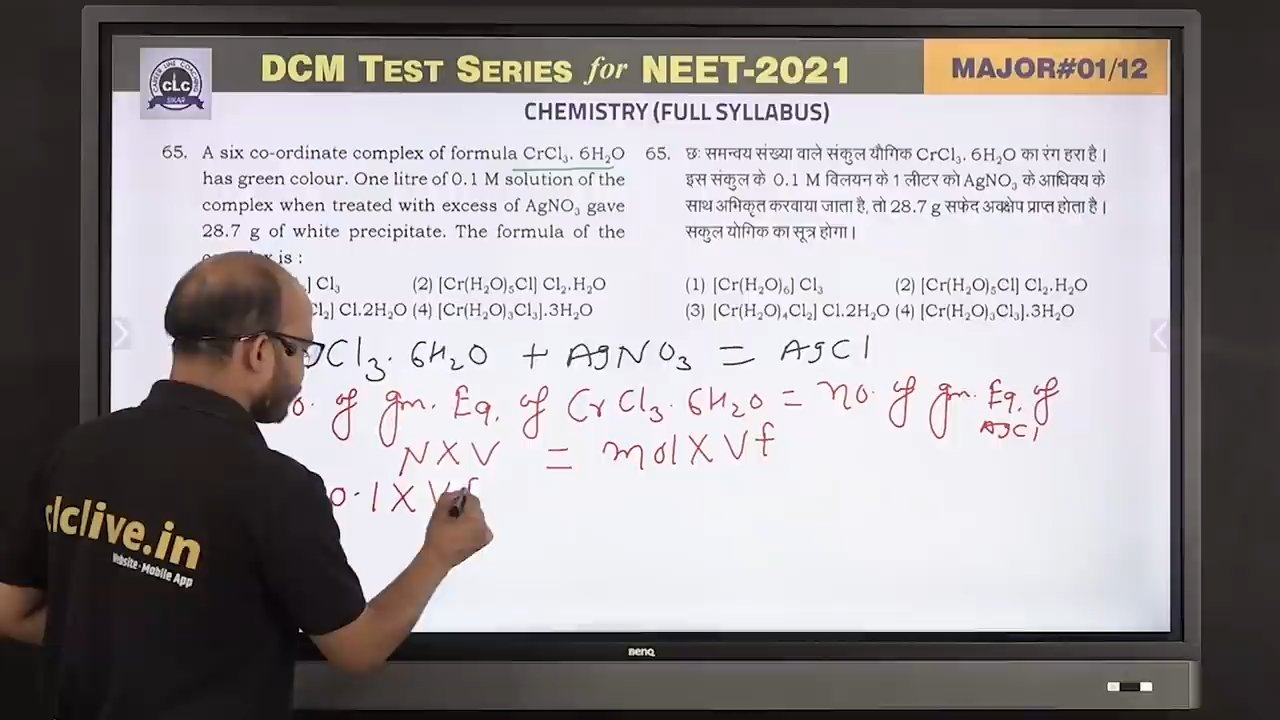 DCM TEST SERIES for NEET-2021
MAJOR#01/12
CLC
SIKAR
CHEMISTRY (FULL SYLLABUS)
65. A six co-ordinate complex of formula CrCl₃. 6H₂O
has green colour. One litre of 0.1 M solution of the
complex when treated with excess of AgNO₃ gave
28.7 g of white precipitate. The formula of the
is :
] Cl₃ (2) [Cr(H₂O)₅Cl] Cl₂.H₂O
Cl₂] Cl.2H₂O (4) [Cr(H₂O)₃Cl₃].3H₂O
65. छः समन्वय संख्या वाले संकुल यौगिक CrCl₃. 6H₂O का रंग हरा है।
इस संकुल के 0.1 M विलयन के 1 लीटर को AgNO₃ के आधिक्य के
साथ अभिकृत करवाया जाता है, तो 28.7 g सफेद अवक्षेप प्राप्त होता है।
सकुल योगिक का सूत्र होगा।
(1) [Cr(H₂O)₆] Cl₃ (2) [Cr(H₂O)₅Cl] Cl₂.H₂O
(3) [Cr(H₂O)₄Cl₂] Cl.2H₂O (4) [Cr(H₂O)₃Cl₃].3H₂O
Cl₃. 6H₂O + AgNO₃ = AgCl
o. of gm. Eq. of CrCl₃. 6H₂O = no. of gm. Eq. of
AgCl
N X V = mol X Vf
0.1 X Vf
clclive.in
Website • Mobile App
BenQ